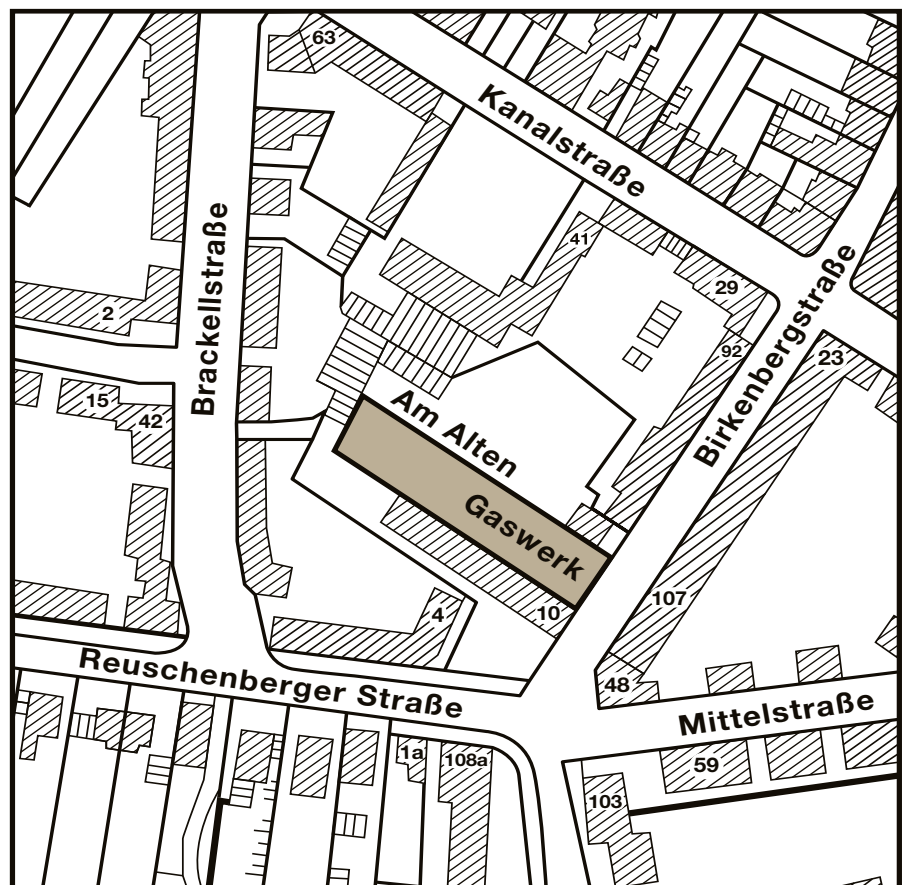 63
Kanalstraße
41
29
Brackellstraße
2
92
Birkenbergstraße
23
15
42
Am Alten
Gaswerk
107
10
4
48
Reuschenberger Straße
Mittelstraße
1a
108a
59
103